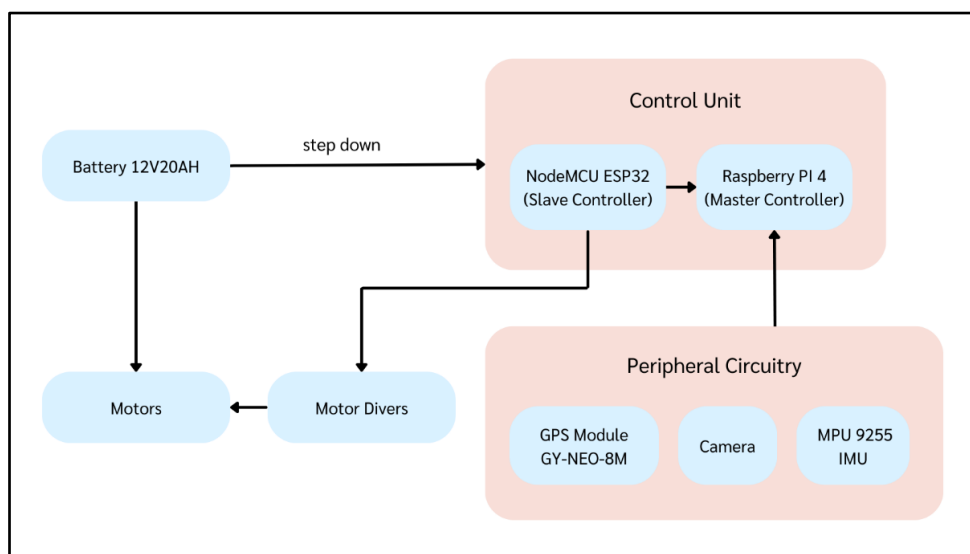 Control Unit
step down
Battery 12V20AH
NodeMCU ESP32
(Slave Controller)
Raspberry PI 4
(Master Controller)
Motors
Motor Divers
Peripheral Circuitry
GPS Module
GY-NEO-8M
Camera
MPU 9255
IMU